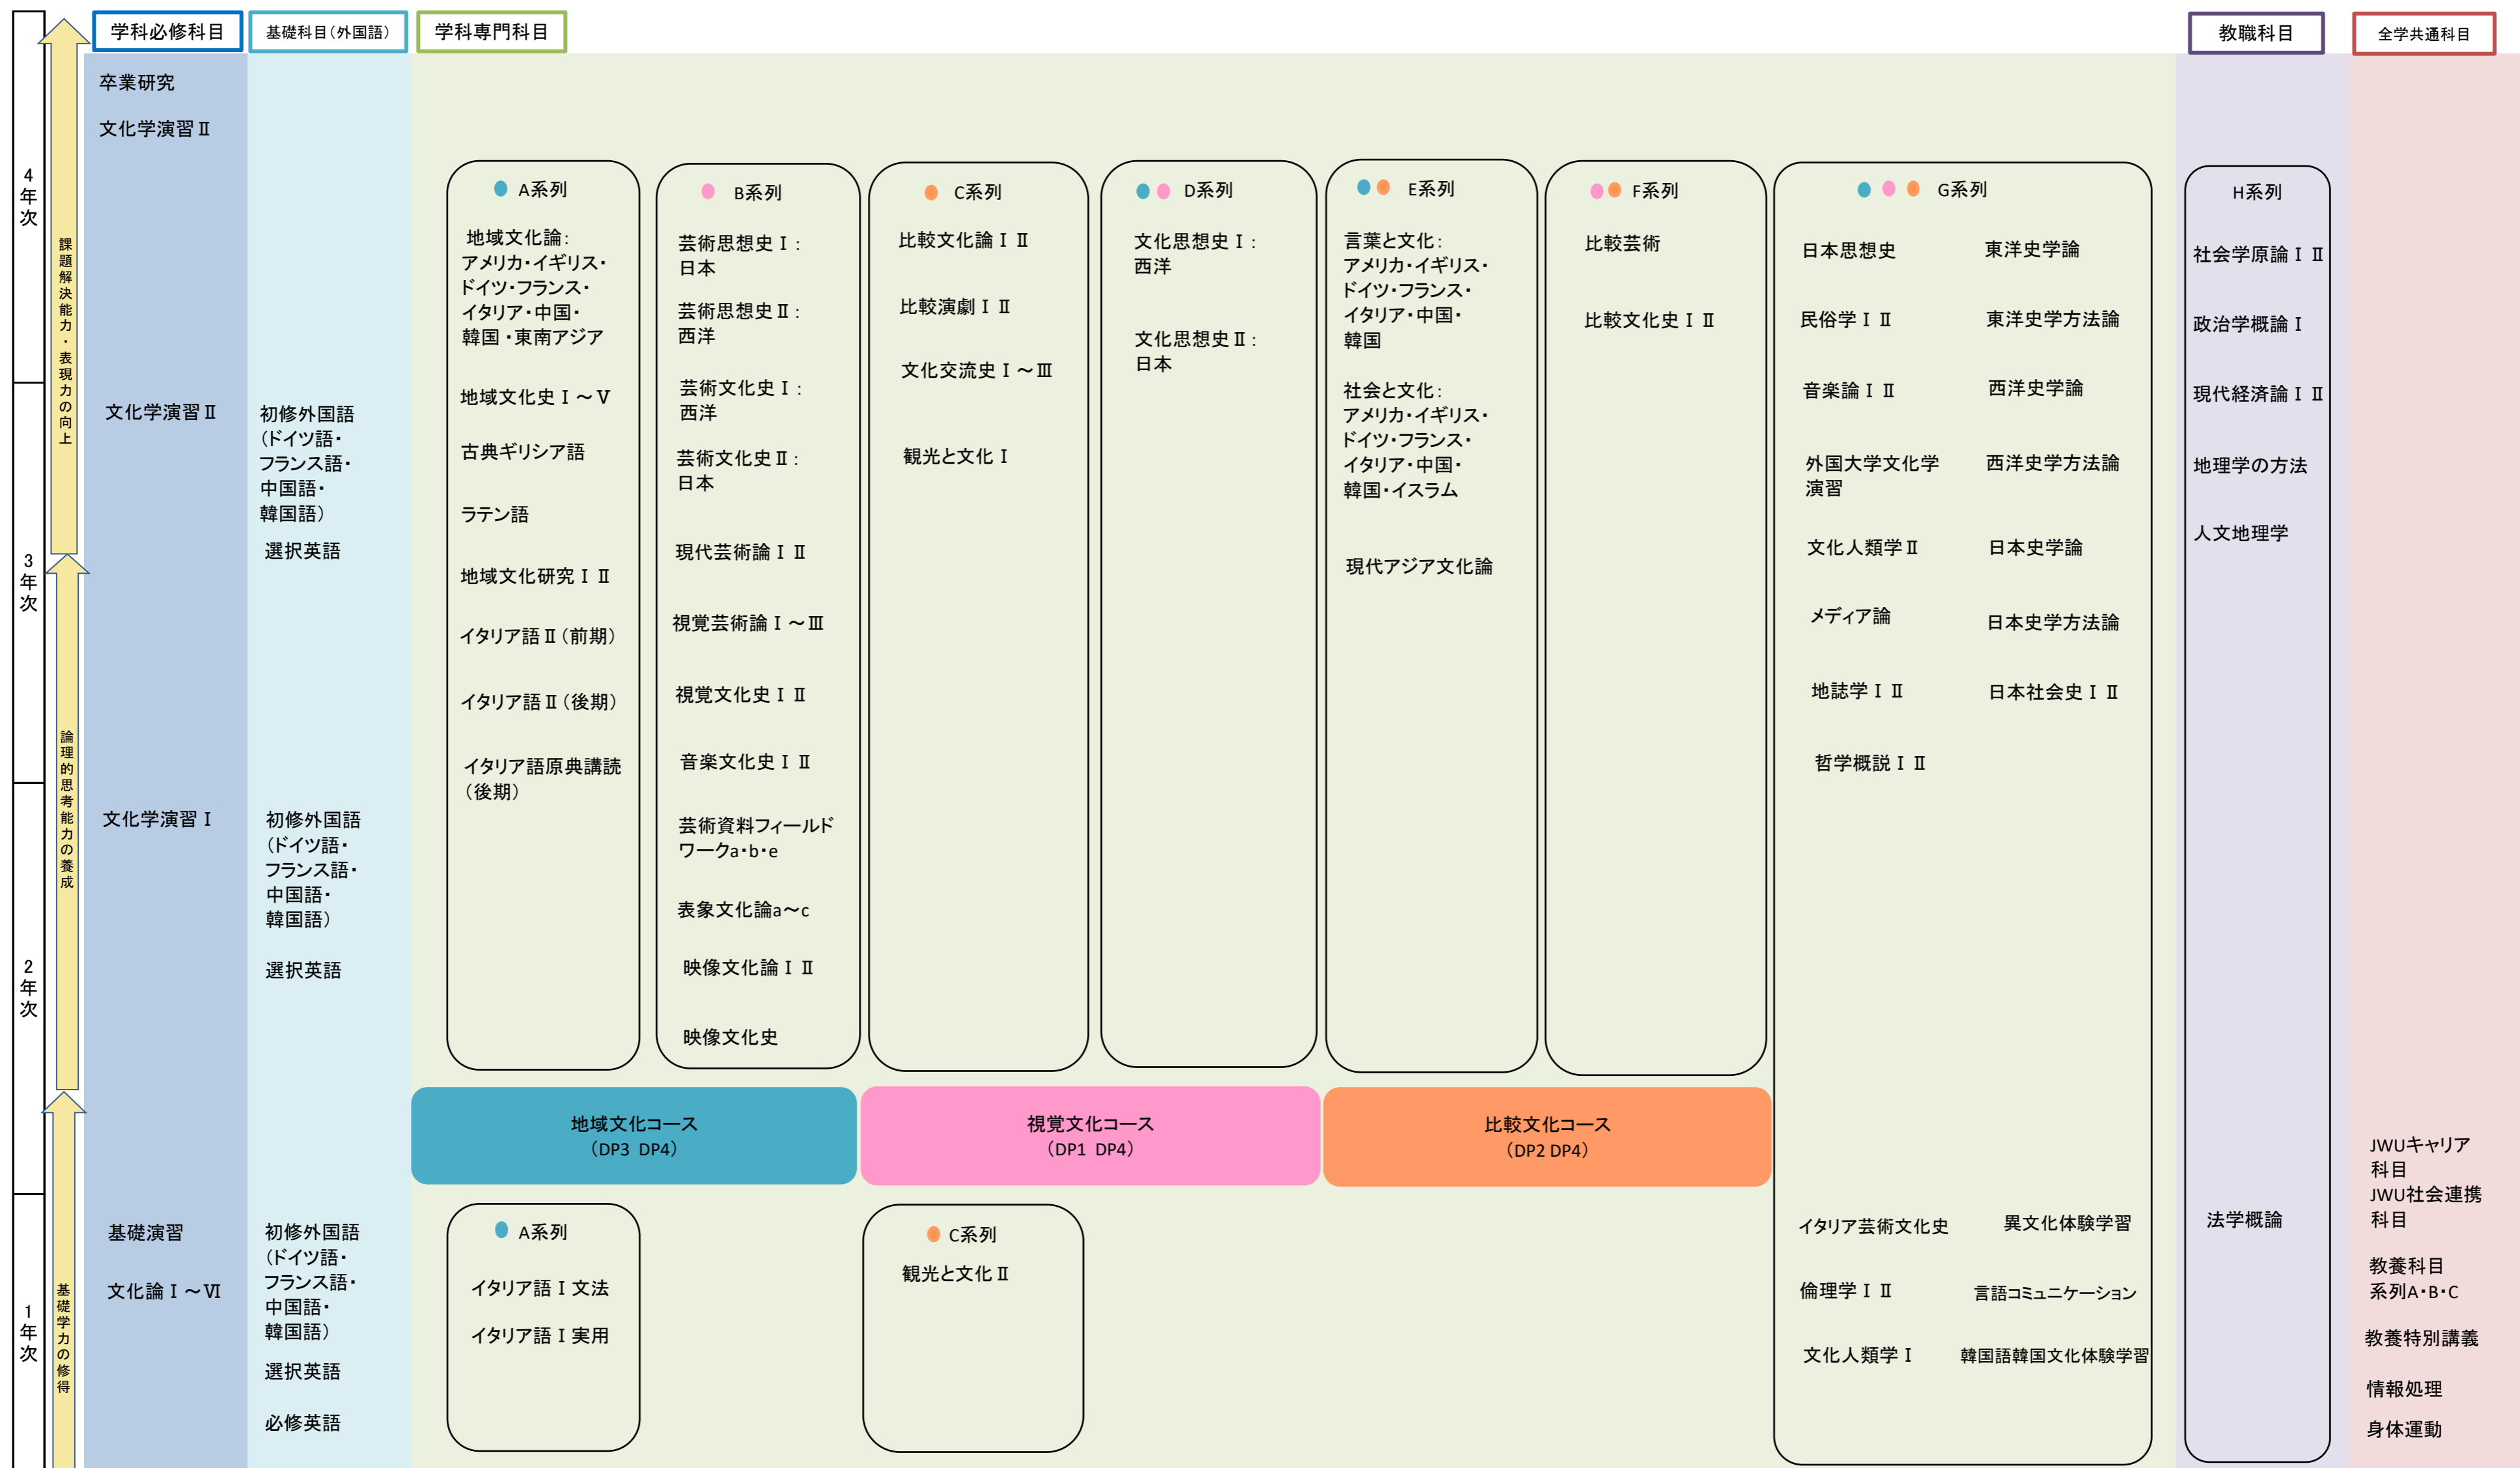 学科必修科目
基礎科目(外国語)
学科専門科目
教職科目
全学共通科目
4年次
3年次
2年次
1年次
課題解決能力・表現力の向上
論理的思考能力の養成
基礎学力の修得
卒業研究
文化学演習Ⅱ
文化学演習Ⅱ
文化学演習Ⅰ
基礎演習
文化論Ⅰ～Ⅵ
初修外国語
(ドイツ語・
フランス語・
中国語・
韓国語)
選択英語
初修外国語
(ドイツ語・
フランス語・
中国語・
韓国語)
選択英語
初修外国語
(ドイツ語・
フランス語・
中国語・
韓国語)
選択英語
必修英語
A系列
地域文化論:
アメリカ・イギリス・
ドイツ・フランス・
イタリア・中国・
韓国・東南アジア
地域文化史Ⅰ～Ⅴ
古典ギリシア語
ラテン語
地域文化研究Ⅰ Ⅱ
イタリア語Ⅱ(前期)
イタリア語Ⅱ(後期)
イタリア語原典講読
(後期)
B系列
芸術思想史Ⅰ:
日本
芸術思想史Ⅱ:
西洋
芸術文化史Ⅰ:
西洋
芸術文化史Ⅱ:
日本
現代芸術論Ⅰ Ⅱ
視覚芸術論Ⅰ～Ⅲ
視覚文化史Ⅰ Ⅱ
音楽文化史Ⅰ Ⅱ
芸術資料フィールド
ワークa・b・e
表象文化論a～c
映像文化論Ⅰ Ⅱ
映像文化史
C系列
比較文化論Ⅰ Ⅱ
比較演劇Ⅰ Ⅱ
文化交流史Ⅰ～Ⅲ
観光と文化Ⅰ
D系列
文化思想史Ⅰ:
西洋
文化思想史Ⅱ:
日本
E系列
言葉と文化:
アメリカ・イギリス・
ドイツ・フランス・
イタリア・中国・
韓国
社会と文化:
アメリカ・イギリス・
ドイツ・フランス・
イタリア・中国・
韓国・イスラム
現代アジア文化論
F系列
比較芸術
比較文化史Ⅰ Ⅱ
G系列
日本思想史
民俗学Ⅰ Ⅱ
音楽論Ⅰ Ⅱ
外国大学文化学
演習
文化人類学Ⅱ
メディア論
地誌学Ⅰ Ⅱ
哲学概説Ⅰ Ⅱ
東洋史学論
東洋史学方法論
西洋史学論
西洋史学方法論
日本史学論
日本史学方法論
日本社会史Ⅰ Ⅱ
イタリア芸術文化史
倫理学Ⅰ Ⅱ
文化人類学Ⅰ
異文化体験学習
言語コミュニケーション
韓国語韓国文化体験学習
地域文化コース
(DP3 DP4)
視覚文化コース
(DP1 DP4)
比較文化コース
(DP2 DP4)
A系列
イタリア語Ⅰ文法
イタリア語Ⅰ実用
C系列
観光と文化Ⅱ
H系列
社会学原論Ⅰ Ⅱ
政治学概論Ⅰ
現代経済論Ⅰ Ⅱ
地理学の方法
人文地理学
法学概論
JWUキャリア
科目
JWU社会連携
科目
教養科目
系列A・B・C
教養特別講義
情報処理
身体運動